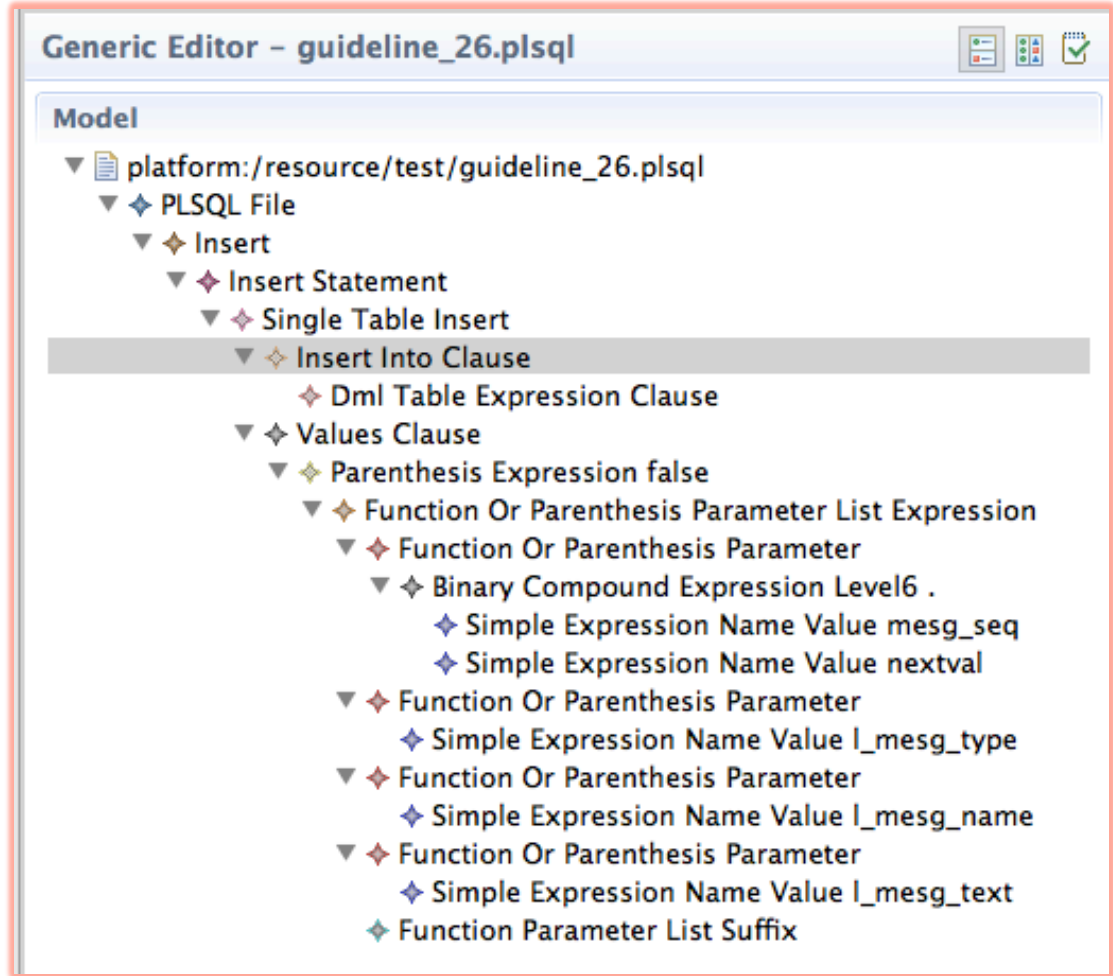 Generic Editor – guideline_26.plsql
Model
platform:/resource/test/guideline_26.plsql
PLSQL File
Insert
Insert Statement
Single Table Insert
Insert Into Clause
Dml Table Expression Clause
Values Clause
Parenthesis Expression false
Function Or Parenthesis Parameter List Expression
Function Or Parenthesis Parameter
Binary Compound Expression Level6 .
Simple Expression Name Value mesg_seq
Simple Expression Name Value nextval
Function Or Parenthesis Parameter
Simple Expression Name Value l_mesg_type
Function Or Parenthesis Parameter
Simple Expression Name Value l_mesg_name
Function Or Parenthesis Parameter
Simple Expression Name Value l_mesg_text
Function Parameter List Suffix